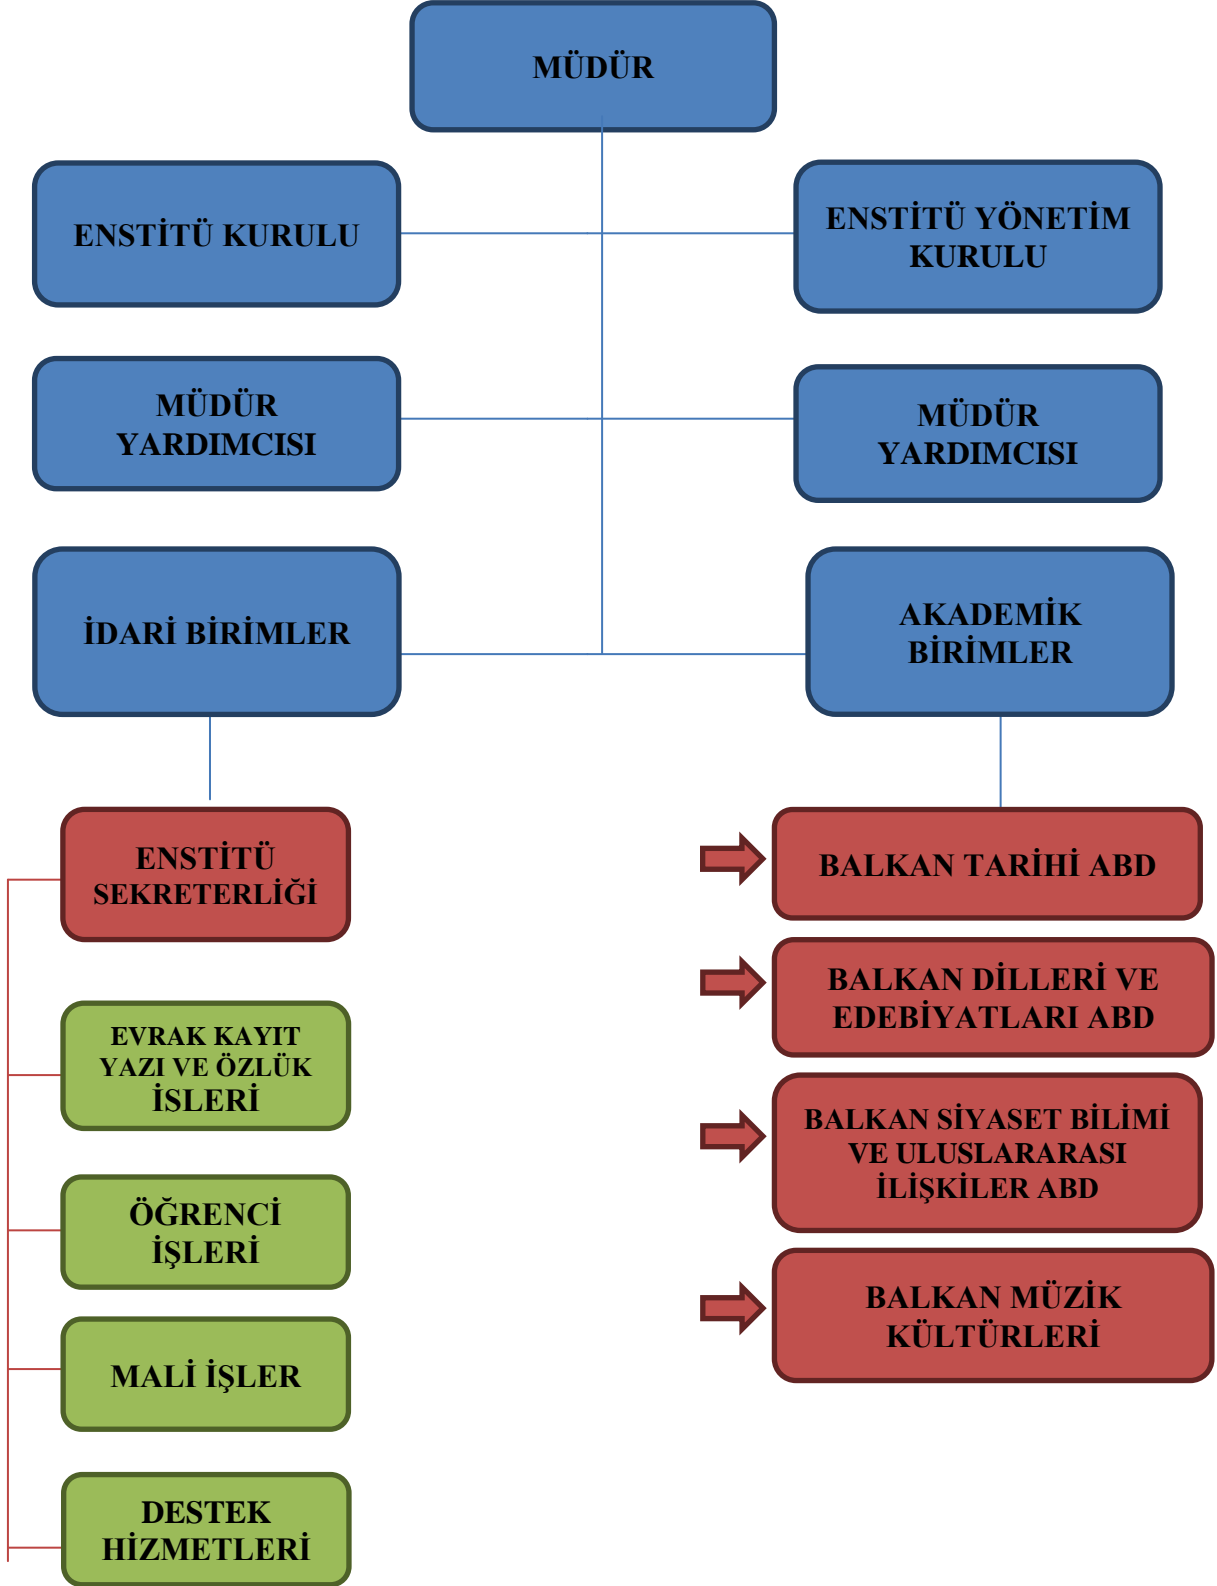 MÜDÜR
ENSTİTÜ KURULU
ENSTİTÜ YÖNETİM
KURULU
MÜDÜR
YARDIMCISI
MÜDÜR
YARDIMCISI
İDARİ BİRİMLER
AKADEMİK
BİRİMLER
ENSTİTÜ
SEKRETERLİĞİ
EVRAK KAYIT
YAZI VE ÖZLÜK
İSLERİ
ÖĞRENCİ
İŞLERİ
MALİ İŞLER
DESTEK
HİZMETLERİ
BALKAN TARİHİ ABD
BALKAN DİLLERİ VE
EDEBİYATLARI ABD
BALKAN SİYASET BİLİMİ
VE ULUSLARARASI
İLİŞKİLER ABD
BALKAN MÜZİK
KÜLTÜRLERİ